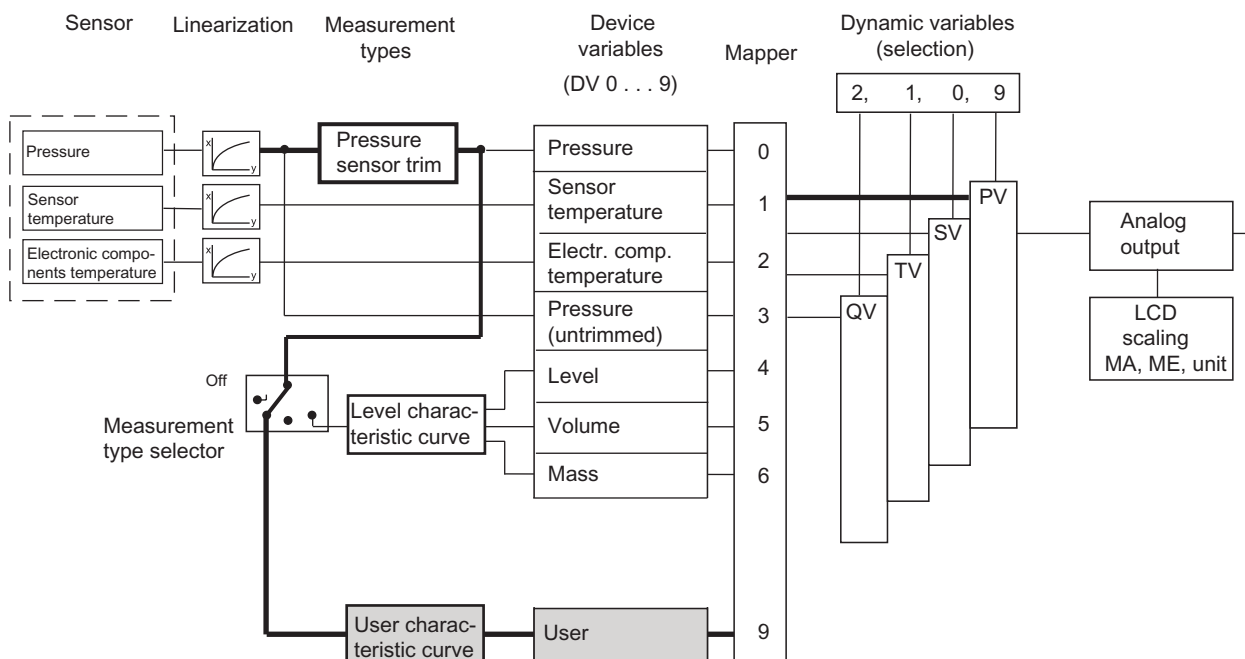 Sensor
Linearization
Measurement
types
Device
variables
(DV 0 . . . 9)
Mapper
Dynamic variables
(selection)
2, 1, 0, 9
Pressure
x
y
Pressure
sensor trim
Pressure
0
Sensor
temperature
x
y
Sensor
temperature
1
PV
Electronic compo-
nents temperature
x
y
Electr. comp.
temperature
2
SV
TV
QV
Analog
output
Pressure
(untrimmed)
3
LCD
scaling
MA, ME, unit
Off
Measurement
type selector
Level charac-
teristic curve
Level
4
Volume
5
Mass
6
User charac-
teristic curve
User
9